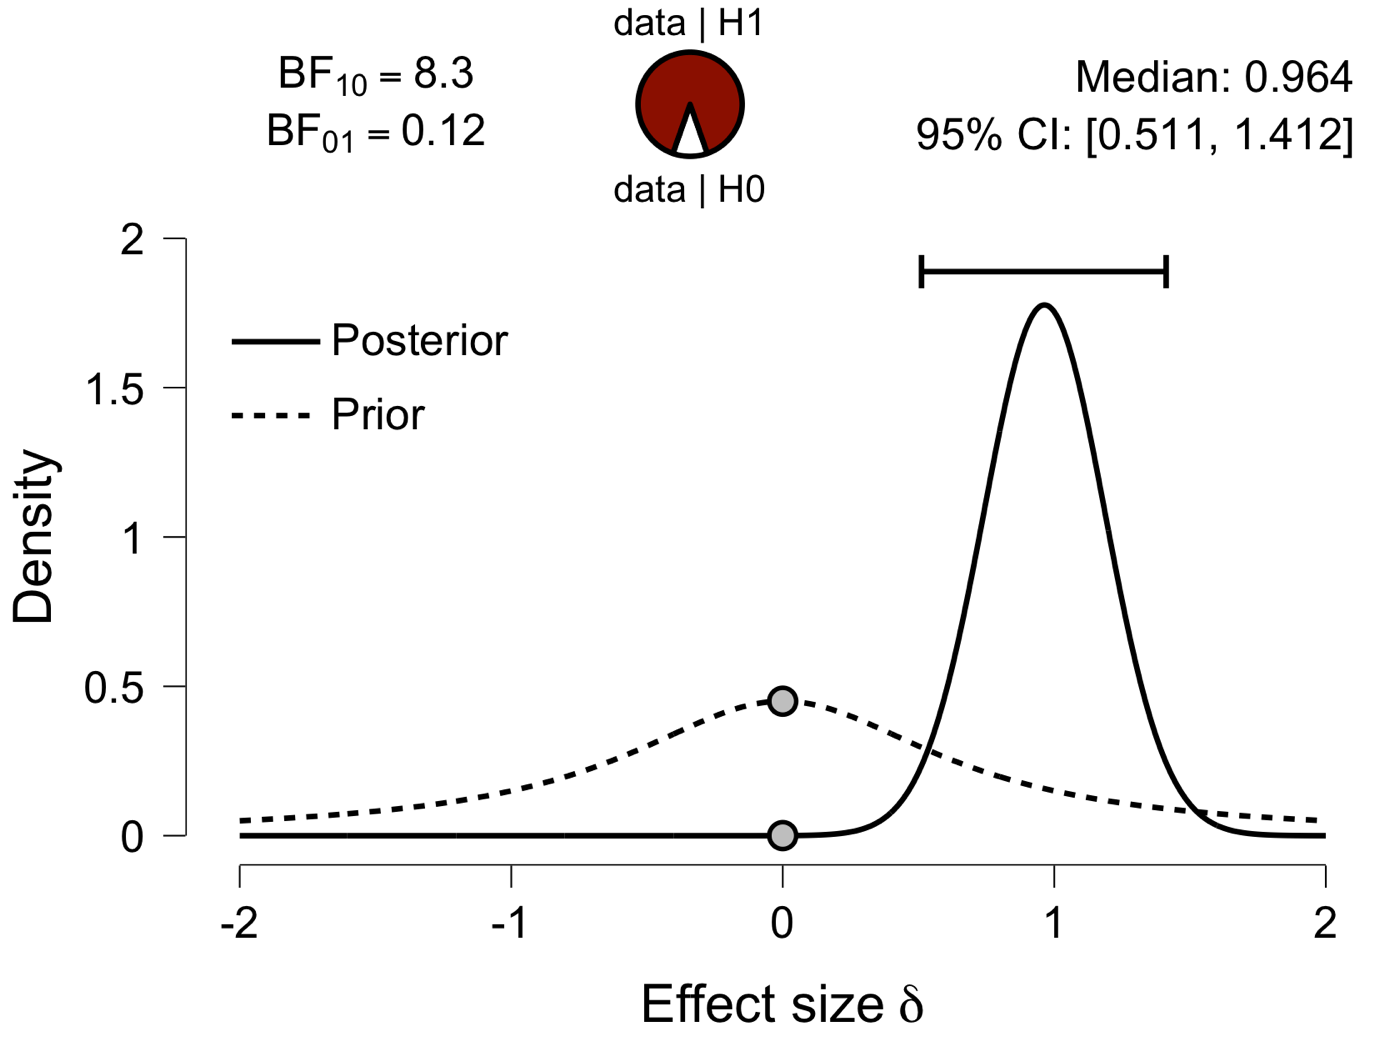 data | H1
BF₁₀ = 8.3
BF₀₁ = 0.12
Median: 0.964
95% CI: [0.511, 1.412]
data | H0
2
1.5
1
0.5
0
Density
Posterior
Prior
-2 -1 0 1 2
Effect size δ